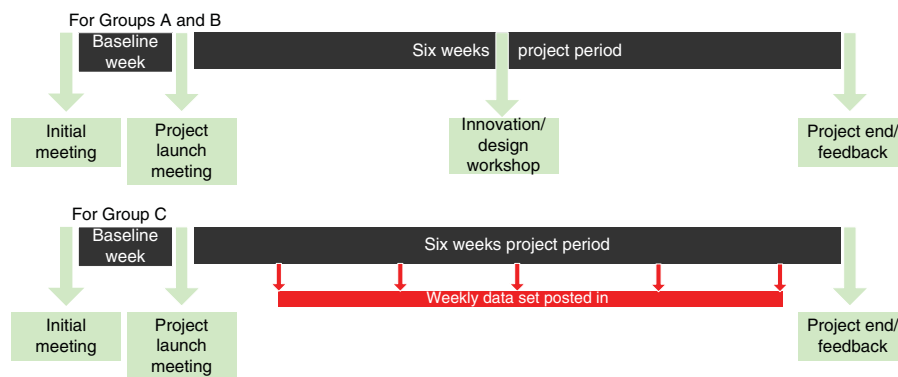 For Groups A and B
Baseline
week
Six weeks project period
Initial
meeting
Project
launch
meeting
Innovation/
design
workshop
Project end/
feedback
For Group C
Baseline
week
Six weeks project period
Weekly data set posted in
Initial
meeting
Project
launch
meeting
Project end/
feedback